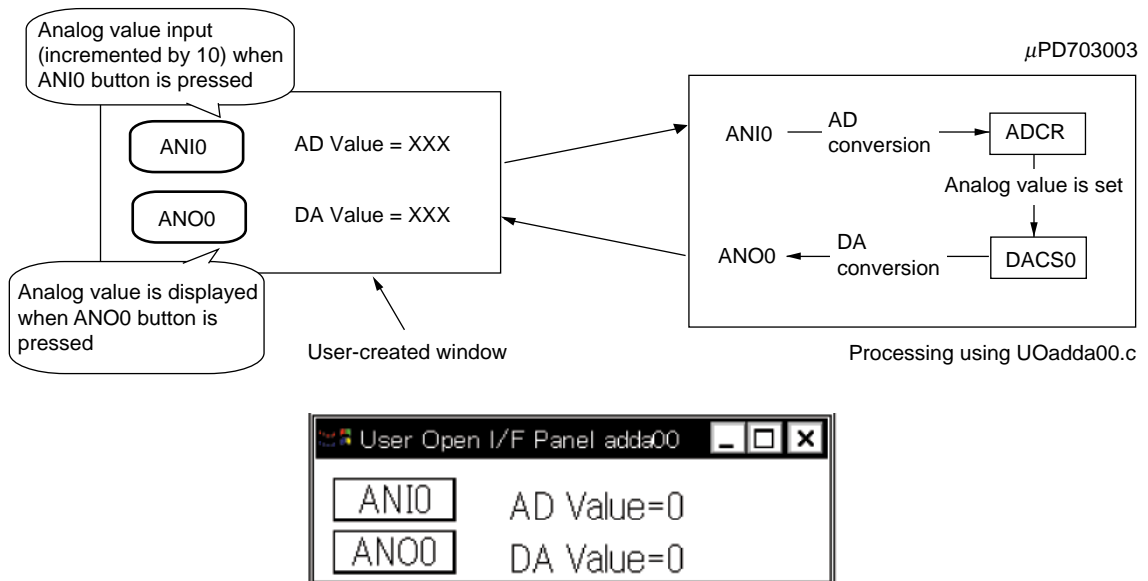 Analog value input
(incremented by 10) when
ANI0 button is pressed
μPD703003
ANI0
AD Value = XXX
ANO0
DA Value = XXX
ANI0
AD
conversion
ADCR
Analog value is set
ANO0
DA
conversion
DACS0
Analog value is displayed
when ANO0 button is
pressed
User-created window
Processing using UOadda00.c
User Open I/F Panel adda00
ANI0
AD Value=0
ANO0
DA Value=0